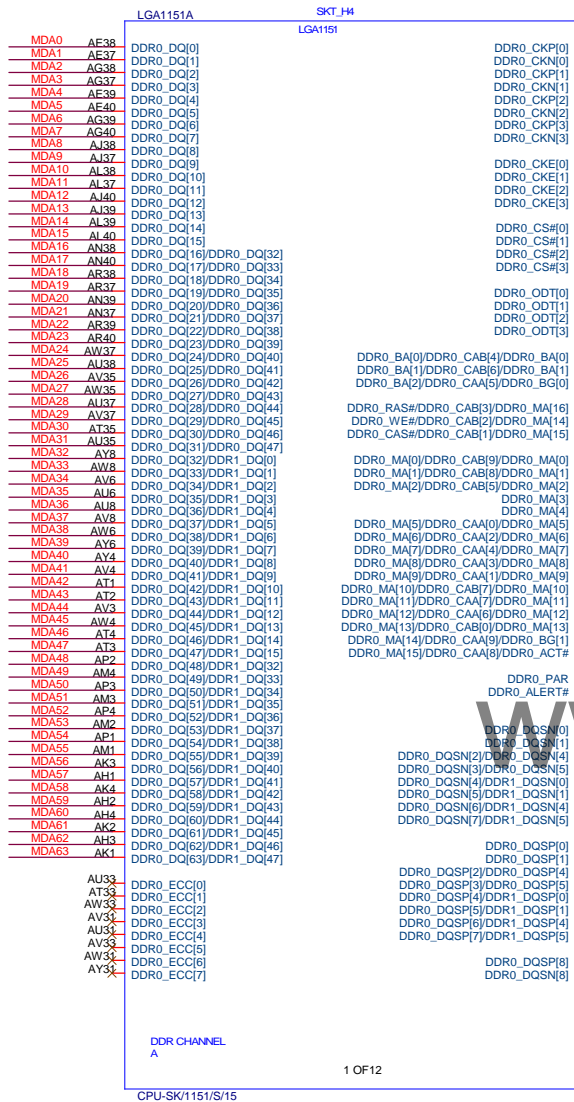 LGA1151A SKT_H4
LGA1151
MDA0 AE38 DDR0_DQ[0] DDR0_CKP[0]
MDA1 AE37 DDR0_DQ[1] DDR0_CKN[0]
MDA2 AG38 DDR0_DQ[2] DDR0_CKP[1]
MDA3 AG37 DDR0_DQ[3] DDR0_CKN[1]
MDA4 AE39 DDR0_DQ[4] DDR0_CKP[2]
MDA5 AE40 DDR0_DQ[5] DDR0_CKN[2]
MDA6 AG39 DDR0_DQ[6] DDR0_CKP[3]
MDA7 AG40 DDR0_DQ[7] DDR0_CKN[3]
MDA8 AJ38 DDR0_DQ[8]
MDA9 AJ37 DDR0_DQ[9] DDR0_CKE[0]
MDA10 AL38 DDR0_DQ[10] DDR0_CKE[1]
MDA11 AL37 DDR0_DQ[11] DDR0_CKE[2]
MDA12 AJ40 DDR0_DQ[12] DDR0_CKE[3]
MDA13 AJ39 DDR0_DQ[13]
MDA14 AL39 DDR0_DQ[14] DDR0_CS#[0]
MDA15 AL40 DDR0_DQ[15] DDR0_CS#[1]
MDA16 AN38 DDR0_DQ[16]/DDR0_DQ[32] DDR0_CS#[2]
MDA17 AN40 DDR0_DQ[17]/DDR0_DQ[33] DDR0_CS#[3]
MDA18 AR38 DDR0_DQ[18]/DDR0_DQ[34]
MDA19 AR37 DDR0_DQ[19]/DDR0_DQ[35] DDR0_ODT[0]
MDA20 AN39 DDR0_DQ[20]/DDR0_DQ[36] DDR0_ODT[1]
MDA21 AN37 DDR0_DQ[21]/DDR0_DQ[37] DDR0_ODT[2]
MDA22 AR39 DDR0_DQ[22]/DDR0_DQ[38] DDR0_ODT[3]
MDA23 AR40 DDR0_DQ[23]/DDR0_DQ[39]
MDA24 AW37 DDR0_DQ[24]/DDR0_DQ[40] DDR0_BA[0]/DDR0_CAB[4]/DDR0_BA[0]
MDA25 AU38 DDR0_DQ[25]/DDR0_DQ[41] DDR0_BA[1]/DDR0_CAB[6]/DDR0_BA[1]
MDA26 AV35 DDR0_DQ[26]/DDR0_DQ[42] DDR0_BA[2]/DDR0_CAA[5]/DDR0_BG[0]
MDA27 AW35 DDR0_DQ[27]/DDR0_DQ[43]
MDA28 AU37 DDR0_DQ[28]/DDR0_DQ[44] DDR0_RAS#/DDR0_CAB[3]/DDR0_MA[16]
MDA29 AV37 DDR0_DQ[29]/DDR0_DQ[45] DDR0_WE#/DDR0_CAB[2]/DDR0_MA[14]
MDA30 AT35 DDR0_DQ[30]/DDR0_DQ[46] DDR0_CAS#/DDR0_CAB[1]/DDR0_MA[15]
MDA31 AU35 DDR0_DQ[31]/DDR0_DQ[47]
MDA32 AY8 DDR0_DQ[32]/DDR1_DQ[0] DDR0_MA[0]/DDR0_CAB[9]/DDR0_MA[0]
MDA33 AW8 DDR0_DQ[33]/DDR1_DQ[1] DDR0_MA[1]/DDR0_CAB[8]/DDR0_MA[1]
MDA34 AV6 DDR0_DQ[34]/DDR1_DQ[2] DDR0_MA[2]/DDR0_CAB[5]/DDR0_MA[2]
MDA35 AU6 DDR0_DQ[35]/DDR1_DQ[3] DDR0_MA[3]
MDA36 AU8 DDR0_DQ[36]/DDR1_DQ[4] DDR0_MA[4]
MDA37 AV8 DDR0_DQ[37]/DDR1_DQ[5] DDR0_MA[5]/DDR0_CAA[0]/DDR0_MA[5]
MDA38 AW6 DDR0_DQ[38]/DDR1_DQ[6] DDR0_MA[6]/DDR0_CAA[2]/DDR0_MA[6]
MDA39 AY6 DDR0_DQ[39]/DDR1_DQ[7] DDR0_MA[7]/DDR0_CAA[4]/DDR0_MA[7]
MDA40 AY4 DDR0_DQ[40]/DDR1_DQ[8] DDR0_MA[8]/DDR0_CAA[3]/DDR0_MA[8]
MDA41 AV4 DDR0_DQ[41]/DDR1_DQ[9] DDR0_MA[9]/DDR0_CAA[1]/DDR0_MA[9]
MDA42 AT1 DDR0_DQ[42]/DDR1_DQ[10] DDR0_MA[10]/DDR0_CAB[7]/DDR0_MA[10]
MDA43 AT2 DDR0_DQ[43]/DDR1_DQ[11] DDR0_MA[11]/DDR0_CAA[7]/DDR0_MA[11]
MDA44 AV3 DDR0_DQ[44]/DDR1_DQ[12] DDR0_MA[12]/DDR0_CAA[6]/DDR0_MA[12]
MDA45 AW4 DDR0_DQ[45]/DDR1_DQ[13] DDR0_MA[13]/DDR0_CAB[0]/DDR0_MA[13]
MDA46 AT4 DDR0_DQ[46]/DDR1_DQ[14] DDR0_MA[14]/DDR0_CAA[9]/DDR0_BG[1]
MDA47 AT3 DDR0_DQ[47]/DDR1_DQ[15] DDR0_MA[15]/DDR0_CAA[8]/DDR0_ACT#
MDA48 AP2 DDR0_DQ[48]/DDR1_DQ[32]
MDA49 AM4 DDR0_DQ[49]/DDR1_DQ[33] DDR0_PAR
MDA50 AP3 DDR0_DQ[50]/DDR1_DQ[34] DDR0_ALERT#
MDA51 AM3 DDR0_DQ[51]/DDR1_DQ[35]
MDA52 AP4 DDR0_DQ[52]/DDR1_DQ[36]
MDA53 AM2 DDR0_DQ[53]/DDR1_DQ[37] DDR0_DQSN[0]
MDA54 AP1 DDR0_DQ[54]/DDR1_DQ[38] DDR0_DQSN[1]
MDA55 AM1 DDR0_DQ[55]/DDR1_DQ[39] DDR0_DQSN[2]/DDR0_DQSN[4]
MDA56 AK3 DDR0_DQ[56]/DDR1_DQ[40] DDR0_DQSN[3]/DDR0_DQSN[5]
MDA57 AH1 DDR0_DQ[57]/DDR1_DQ[41] DDR0_DQSN[4]/DDR1_DQSN[0]
MDA58 AK4 DDR0_DQ[58]/DDR1_DQ[42] DDR0_DQSN[5]/DDR1_DQSN[1]
MDA59 AH2 DDR0_DQ[59]/DDR1_DQ[43] DDR0_DQSN[6]/DDR1_DQSN[4]
MDA60 AH4 DDR0_DQ[60]/DDR1_DQ[44] DDR0_DQSN[7]/DDR1_DQSN[5]
MDA61 AK2 DDR0_DQ[61]/DDR1_DQ[45]
MDA62 AH3 DDR0_DQ[62]/DDR1_DQ[46] DDR0_DQSP[0]
MDA63 AK1 DDR0_DQ[63]/DDR1_DQ[47] DDR0_DQSP[1]
DDR0_DQSP[2]/DDR0_DQSP[4]
AU33 DDR0_ECC[0] DDR0_DQSP[3]/DDR0_DQSP[5]
AT33 DDR0_ECC[1] DDR0_DQSP[4]/DDR1_DQSP[0]
AW33 DDR0_ECC[2] DDR0_DQSP[5]/DDR1_DQSP[1]
AV31 DDR0_ECC[3] DDR0_DQSP[6]/DDR1_DQSP[4]
AU31 DDR0_ECC[4] DDR0_DQSP[7]/DDR1_DQSP[5]
AV33 DDR0_ECC[5]
AW31 DDR0_ECC[6] DDR0_DQSP[8]
AY31 DDR0_ECC[7] DDR0_DQSN[8]
DDR CHANNEL
A
1 OF12
CPU-SK/1151/S/15